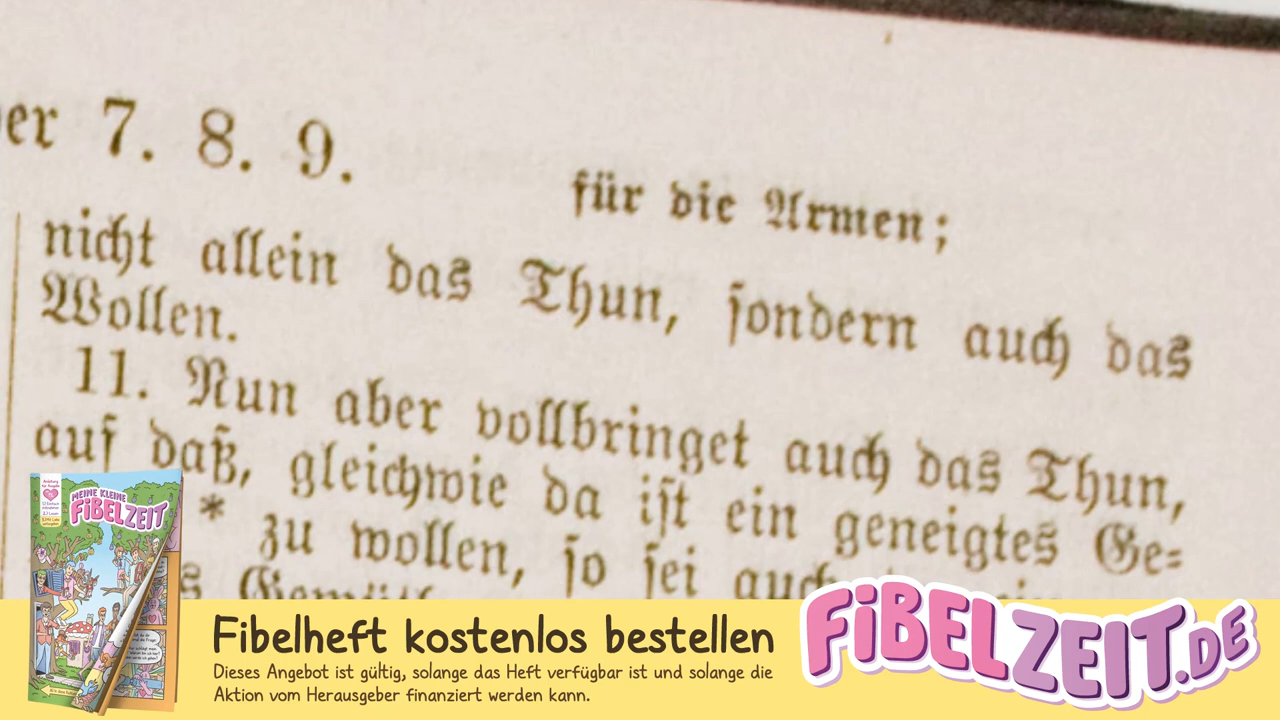 er 7. 8. 9.
für die Armen;
nicht allein das Thun, sondern auch das
Wollen.
11. Nun aber vollbringet auch das Thun,
auf daß, gleichwie da ist ein geneigtes Ge=
* zu wollen, so sei auch
MEINE KLEINE
FiBELZEIT
Fibelheft kostenlos bestellen
Dieses Angebot ist gültig, solange das Heft verfügbar ist und solange die
Aktion vom Herausgeber finanziert werden kann.
FiBELZEIT.DE